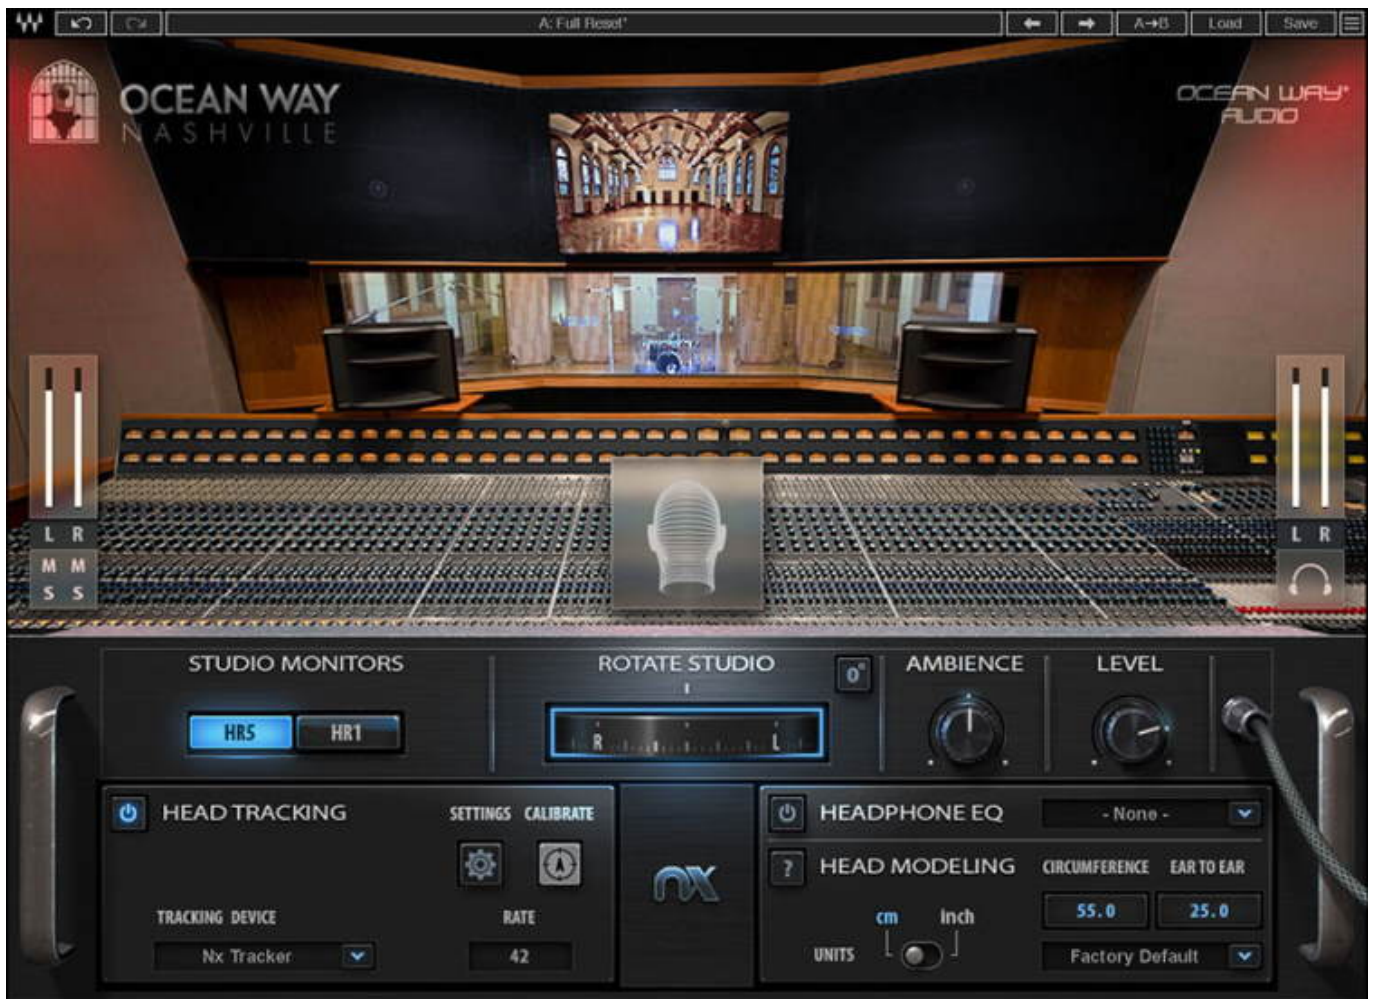 A: Full Reset*
A→B
Load
Save
OCEAN WAY
NASHVILLE
OCEAN WAY
AUDIO
L R
M M
S S
L R
STUDIO MONITORS
ROTATE STUDIO
0°
AMBIENCE
LEVEL
HR5
HR1
R
L
HEAD TRACKING
SETTINGS
CALIBRATE
TRACKING DEVICE
RATE
Nx Tracker
42
nx
HEADPHONE EQ
- None -
?
HEAD MODELING
CIRCUMFERENCE
EAR TO EAR
55.0
25.0
cm
inch
UNITS
Factory Default